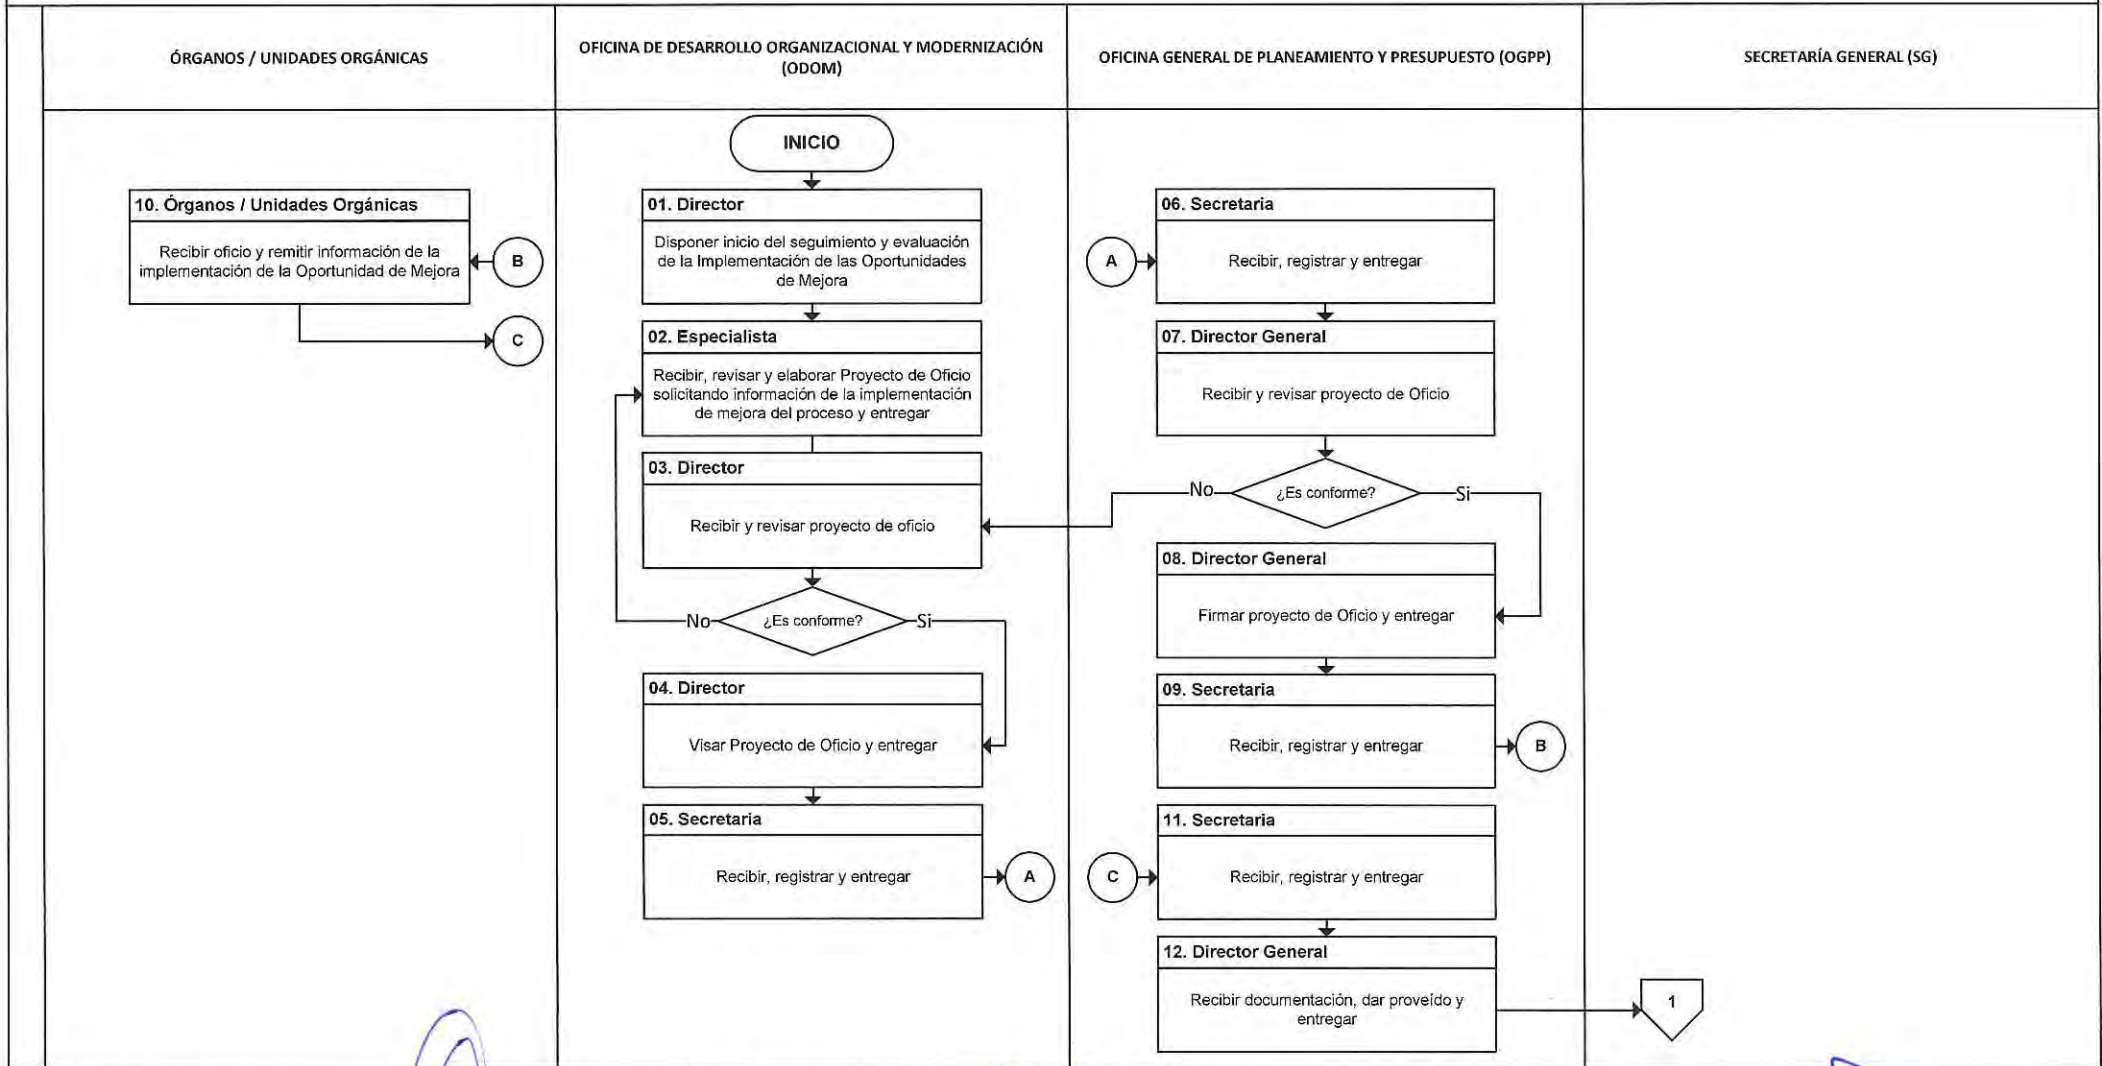 ÓRGANOS / UNIDADES ORGÁNICAS
OFICINA DE DESARROLLO ORGANIZACIONAL Y MODERNIZACIÓN
(ODOM)
OFICINA GENERAL DE PLANEAMIENTO Y PRESUPUESTO (OGPP)
SECRETARÍA GENERAL (SG)
10. Órganos / Unidades Orgánicas
Recibir oficio y remitir información de la
implementación de la Oportunidad de Mejora
B
C
INICIO
01. Director
Disponer inicio del seguimiento y evaluación
de la Implementación de las Oportunidades
de Mejora
02. Especialista
Recibir, revisar y elaborar Proyecto de Oficio
solicitando información de la implementación
de mejora del proceso y entregar
03. Director
Recibir y revisar proyecto de oficio
No
¿Es conforme?
Si
04. Director
Visar Proyecto de Oficio y entregar
05. Secretaria
Recibir, registrar y entregar
A
06. Secretaria
A
Recibir, registrar y entregar
07. Director General
Recibir y revisar proyecto de Oficio
No
¿Es conforme?
Si
08. Director General
Firmar proyecto de Oficio y entregar
09. Secretaria
Recibir, registrar y entregar
B
11. Secretaria
C
Recibir, registrar y entregar
12. Director General
Recibir documentación, dar proveído y
entregar
1